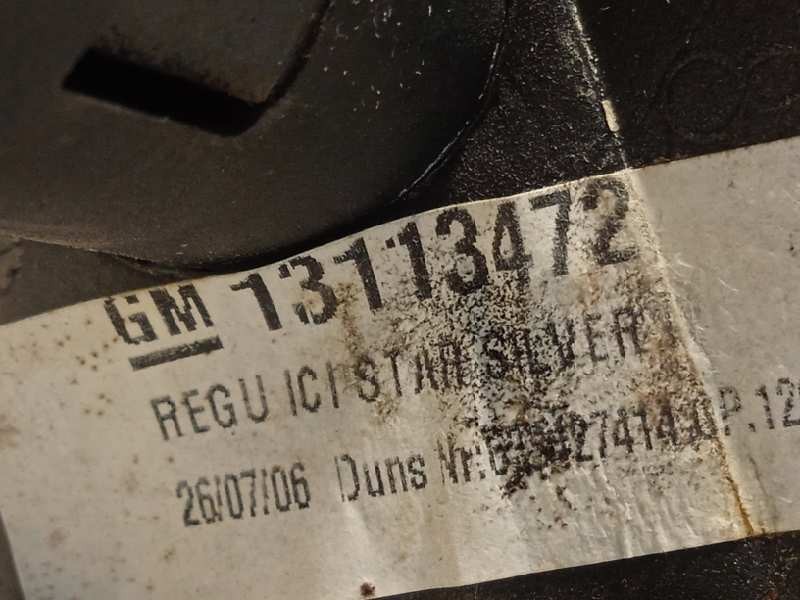 GM 13113472
REGU ICI STAR SILVER
26/07/06 Duns Nr: